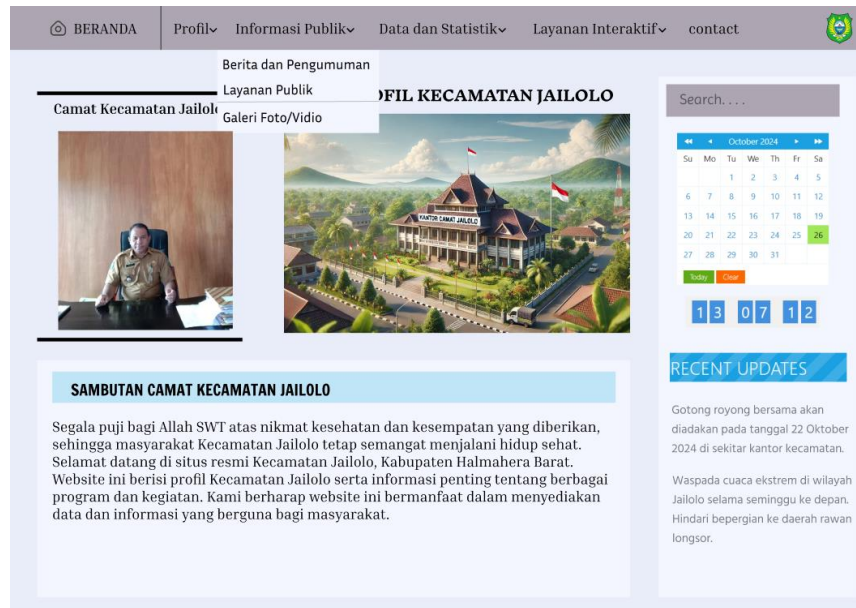 BERANDA
Profil
Informasi Publik
Data dan Statistik
Layanan Interaktif
contact
Berita dan Pengumuman
Layanan Publik
Galeri Foto/Vidio
Camat Kecamatan Jailolo
FIL KECAMATAN JAILOLO
KANTOR CAMAT JAILOLO
SAMBUTAN CAMAT KECAMATAN JAILOLO
Segala puji bagi Allah SWT atas nikmat kesehatan dan kesempatan yang diberikan,
sehingga masyarakat Kecamatan Jailolo tetap semangat menjalani hidup sehat.
Selamat datang di situs resmi Kecamatan Jailolo, Kabupaten Halmahera Barat.
Website ini berisi profil Kecamatan Jailolo serta informasi penting tentang berbagai
program dan kegiatan. Kami berharap website ini bermanfaat dalam menyediakan
data dan informasi yang berguna bagi masyarakat.
Search. . . .
October 2024
Su Mo Tu We Th Fr Sa
1 2 3 4 5
6 7 8 9 10 11 12
13 14 15 16 17 18 19
20 21 22 23 24 25 26
27 28 29 30 31
Today Clear
13 07 12
RECENT UPDATES
Gotong royong bersama akan
diadakan pada tanggal 22 Oktober
2024 di sekitar kantor kecamatan.
Waspada cuaca ekstrem di wilayah
Jailolo selama seminggu ke depan.
Hindari bepergian ke daerah rawan
longsor.